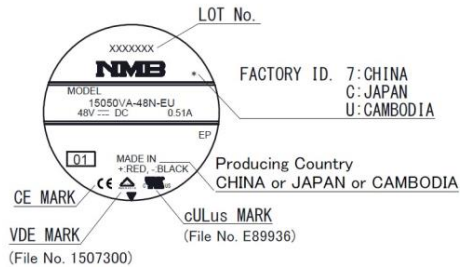 LOT No.
XXXXXXX
NMB
*
FACTORY ID. 7:CHINA
C:JAPAN
U:CAMBODIA
MODEL
15050VA-48N-EU
48V ⎓ DC 0.51A
EP
01
MADE IN
+:RED, -:BLACK
Producing Country
CHINA or JAPAN or CAMBODIA
CE
CE MARK
cULus MARK
(File No. E89936)
VDE MARK
(File No. 1507300)